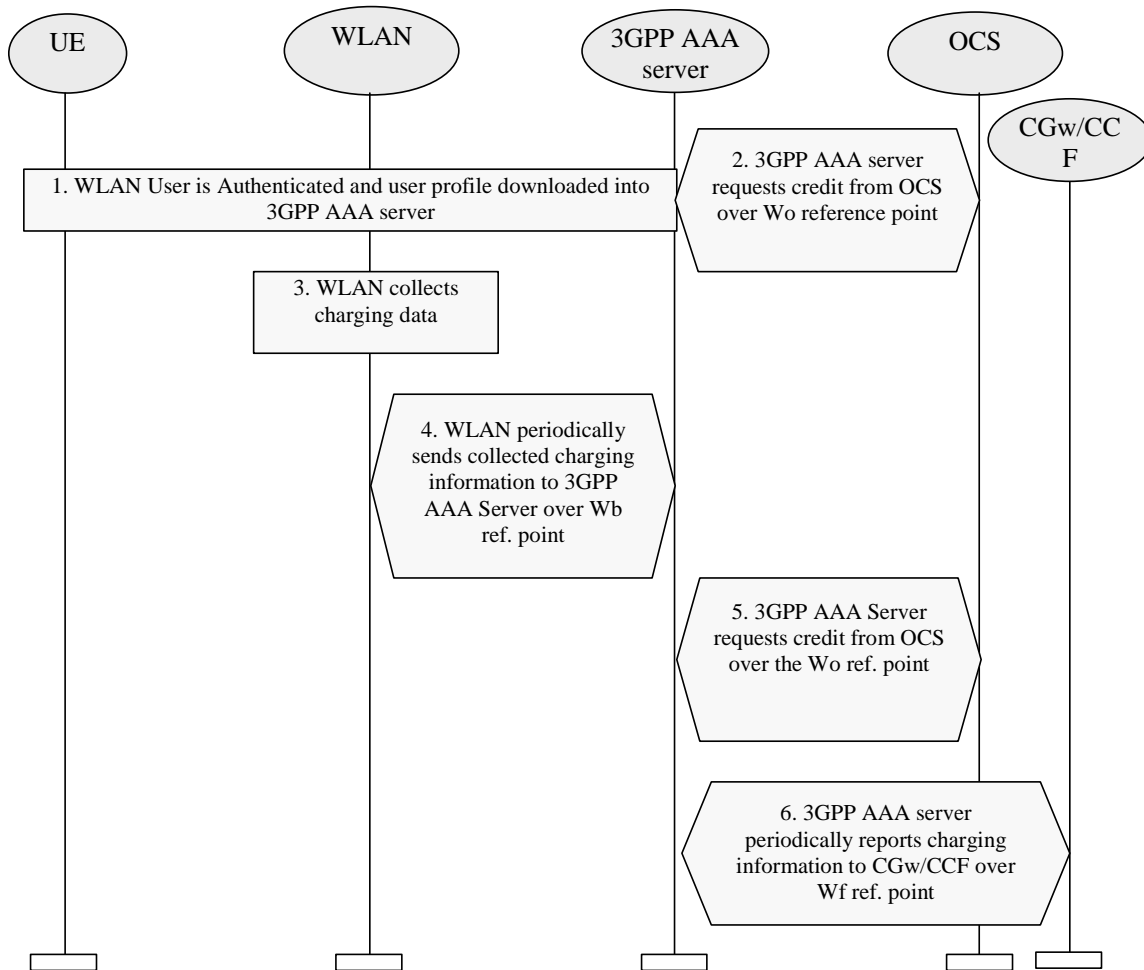 UE
WLAN
3GPP AAA
server
OCS
CGw/CC
F
1. WLAN User is Authenticated and user profile downloaded into
3GPP AAA server
2. 3GPP AAA server
requests credit from OCS
over Wo reference point
3. WLAN collects
charging data
4. WLAN periodically
sends collected charging
information to 3GPP
AAA Server over Wb
ref. point
5. 3GPP AAA Server
requests credit from OCS
over the Wo ref. point
6. 3GPP AAA server
periodically reports charging
information to CGw/CCF over
Wf ref. point